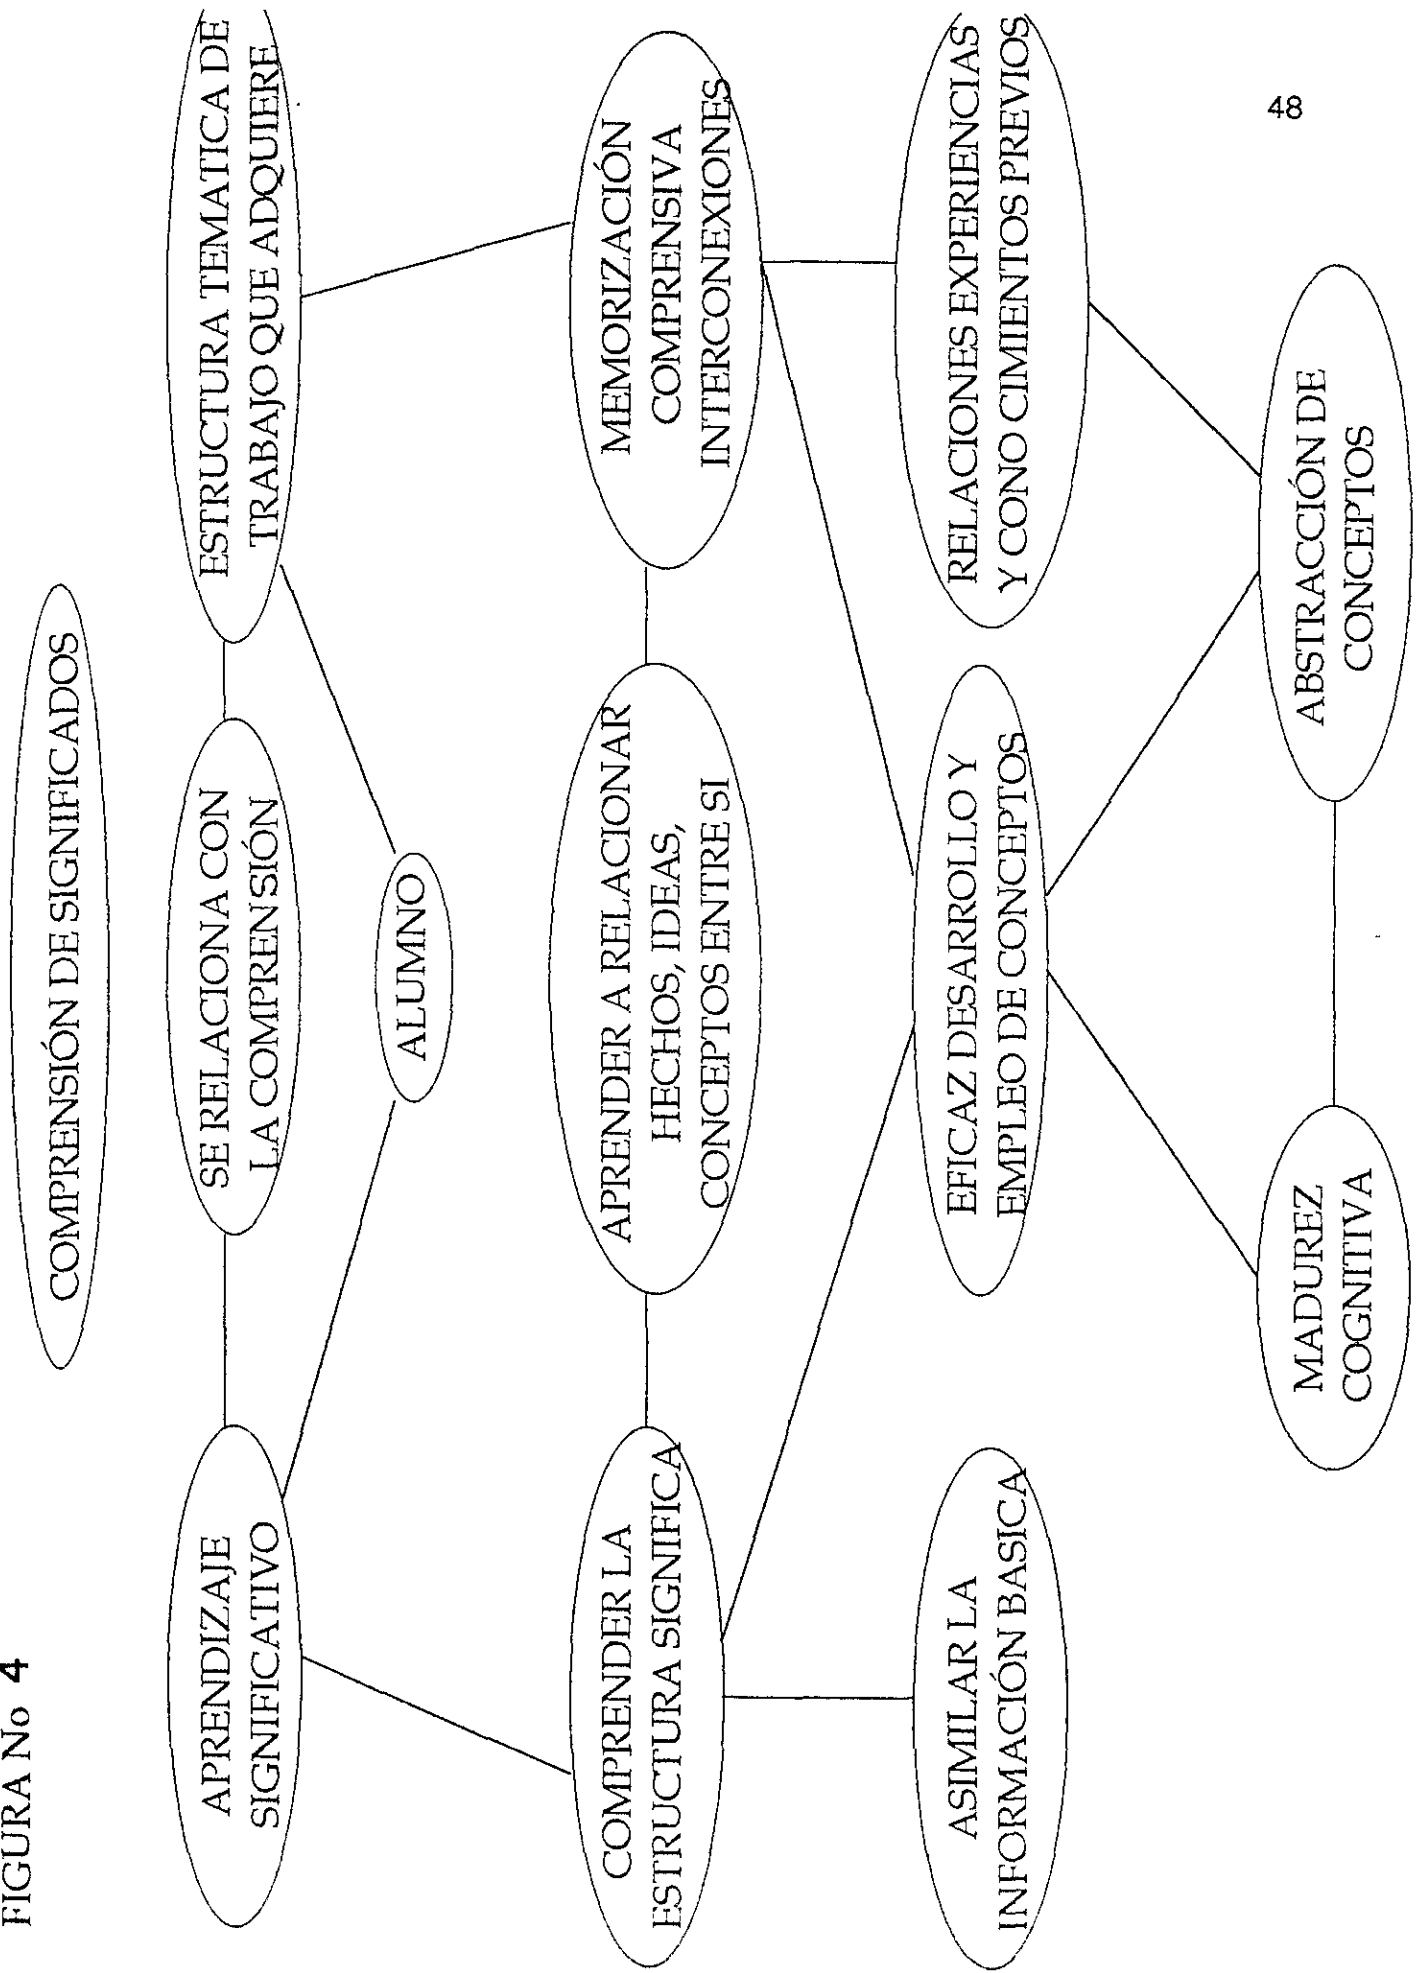 FIGURA No 4
COMPRENSIÓN DE SIGNIFICADOS
APRENDIZAJE
SIGNIFICATIVO
SE RELACIONA CON
LA COMPRENSIÓN
ESTRUCTURA TEMATICA DE
TRABAJO QUE ADQUIERE
ALUMNO
COMPRENDER LA
ESTRUCTURA SIGNIFICA
APRENDER A RELACIONAR
HECHOS, IDEAS,
CONCEPTOS ENTRE SI
MEMORIZACIÓN
COMPRENSIVA
INTERCONEXIONES
ASIMILAR LA
INFORMACIÓN BASICA
EFICAZ DESARROLLO Y
EMPLEO DE CONCEPTOS
RELACIONES EXPERIENCIAS
Y CONO CIMIENTOS PREVIOS
MADUREZ
COGNITIVA
ABSTRACCIÓN DE
CONCEPTOS
48